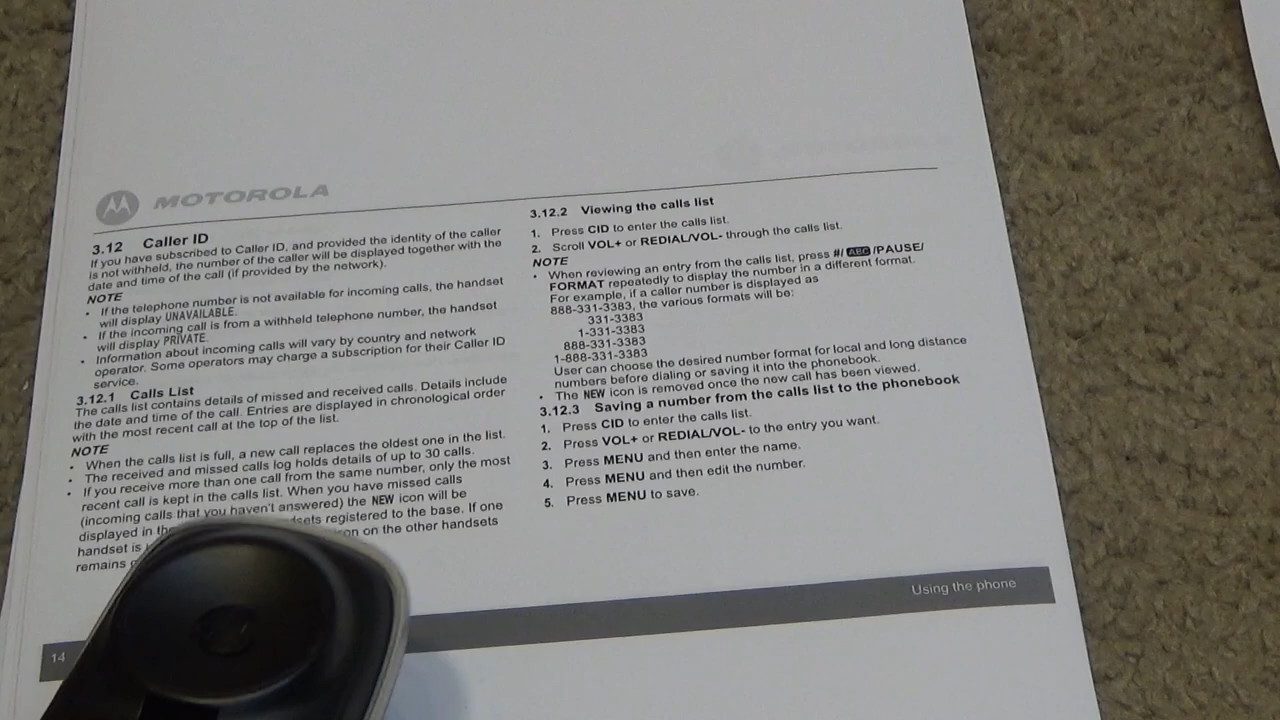 MOTOROLA
3.12 Caller ID
If you have subscribed to Caller ID, and provided the identity of the caller
is not withheld, the number of the caller will be displayed together with the
date and time of the call (if provided by the network).
NOTE
• If the telephone number is not available for incoming calls, the handset
will display UNAVAILABLE.
• If the incoming call is from a withheld telephone number, the handset
will display PRIVATE.
• Information about incoming calls will vary by country and network
operator. Some operators may charge a subscription for their Caller ID
service.
3.12.1 Calls List
The calls list contains details of missed and received calls. Details include
the date and time of the call. Entries are displayed in chronological order
with the most recent call at the top of the list.
NOTE
• When the calls list is full, a new call replaces the oldest one in the list.
• The received and missed calls log holds details of up to 30 calls.
• If you receive more than one call from the same number, only the most
recent call is kept in the calls list. When you have missed calls
(incoming calls that you haven't answered) the NEW icon will be
displayed in the handsets registered to the base. If one
handset is icon on the other handsets
remains
3.12.2 Viewing the calls list
1. Press CID to enter the calls list.
2. Scroll VOL+ or REDIAL/VOL- through the calls list.
NOTE
• When reviewing an entry from the calls list, press #/ ABC /PAUSE/
FORMAT repeatedly to display the number in a different format.
For example, if a caller number is displayed as
888-331-3383, the various formats will be:
331-3383
1-331-3383
888-331-3383
1-888-331-3383
User can choose the desired number format for local and long distance
numbers before dialing or saving it into the phonebook.
• The NEW icon is removed once the new call has been viewed.
3.12.3 Saving a number from the calls list to the phonebook
1. Press CID to enter the calls list.
2. Press VOL+ or REDIAL/VOL- to the entry you want.
3. Press MENU and then enter the name.
4. Press MENU and then edit the number.
5. Press MENU to save.
14
Using the phone